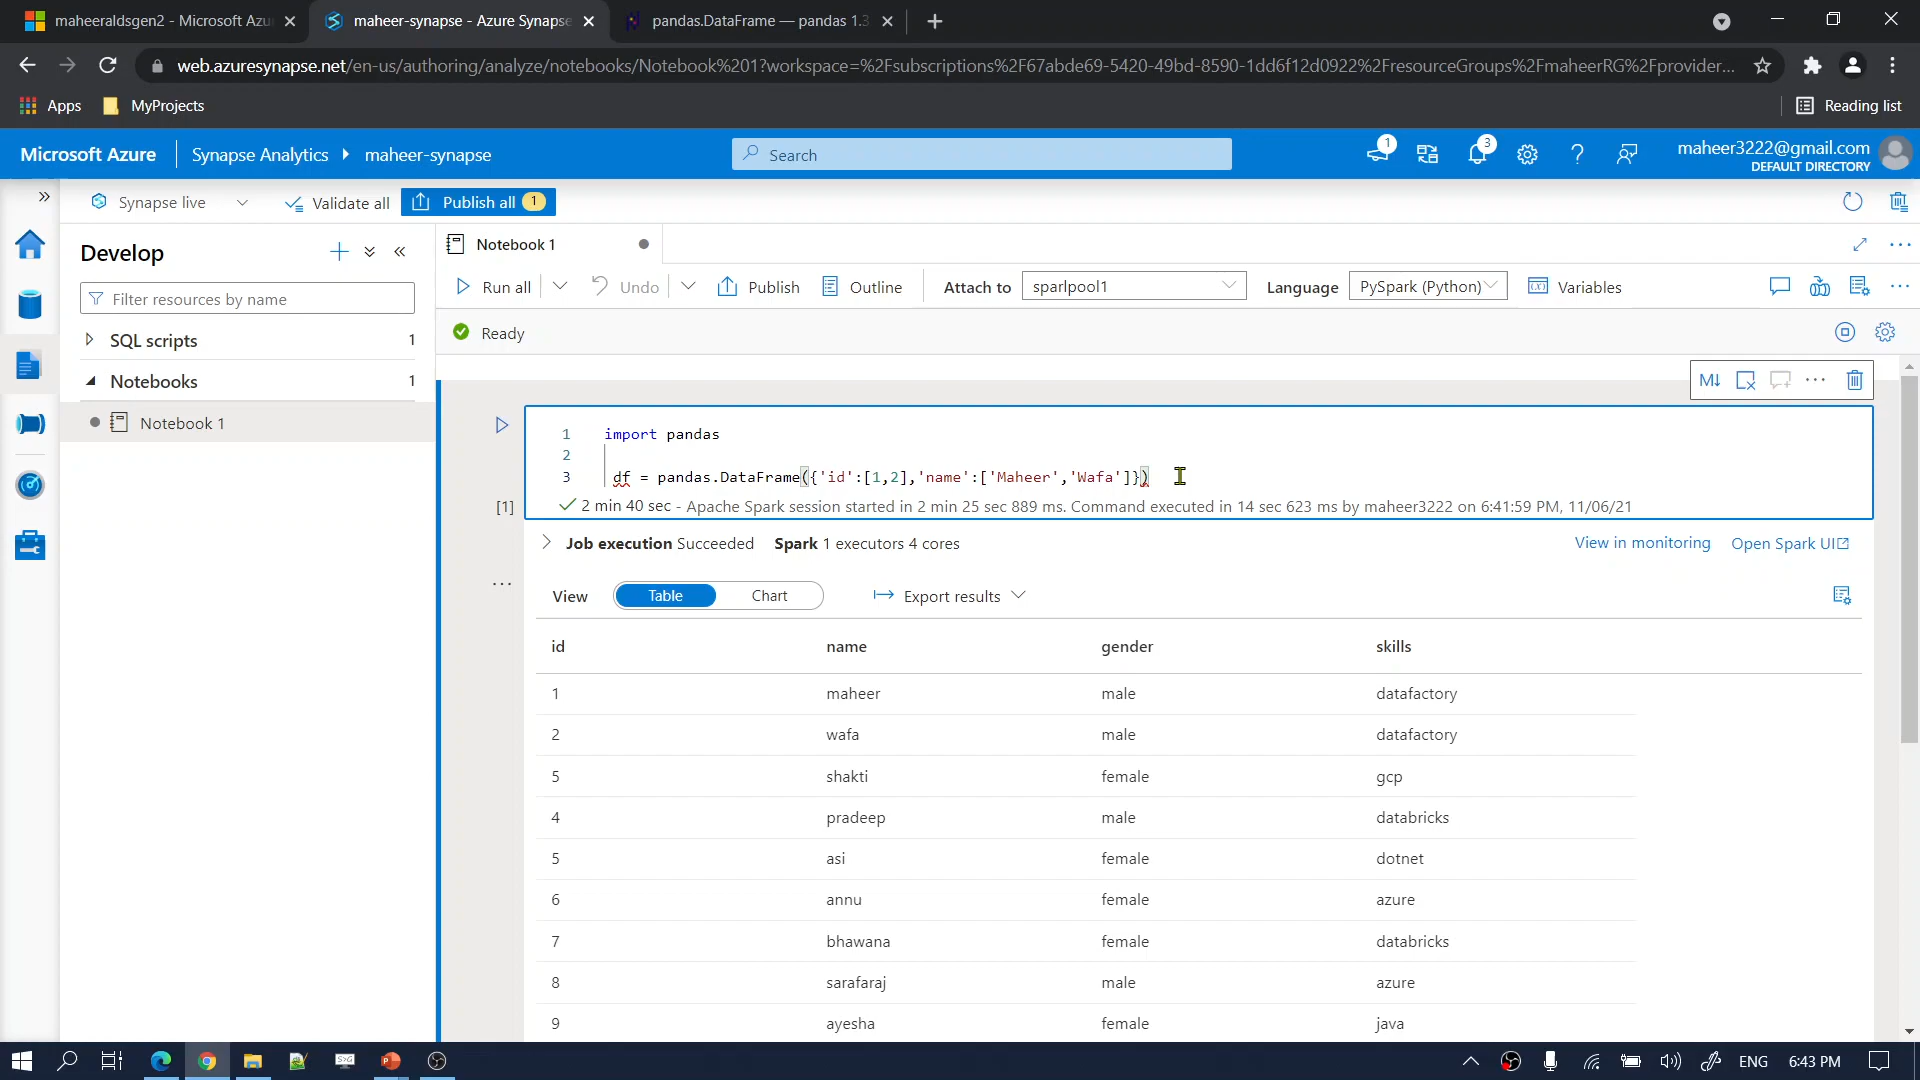 maheeraldsgen2 - Microsoft Azu
maheer-synapse - Azure Synapse
pandas.DataFrame — pandas 1.3
web.azuresynapse.net/en-us/authoring/analyze/notebooks/Notebook%201?workspace=%2Fsubscriptions%2F67abde69-5420-49bd-8590-1dd6f12d0922%2FresourceGroups%2FmaheerRG%2Fprovider...
Apps
MyProjects
Reading list
Microsoft Azure
Synapse Analytics
maheer-synapse
Search
1
3
maheer3222@gmail.com
DEFAULT DIRECTORY
Synapse live
Validate all
Publish all 1
Develop
Notebook 1
Filter resources by name
Run all
Undo
Publish
Outline
Attach to
sparlpool1
Language
PySpark (Python)
Variables
SQL scripts 1
Ready
Notebooks 1
Notebook 1
M↓
1 import pandas
2
3 df = pandas.DataFrame({'id':[1,2],'name':['Maheer','Wafa']})
[1]
2 min 40 sec - Apache Spark session started in 2 min 25 sec 889 ms. Command executed in 14 sec 623 ms by maheer3222 on 6:41:59 PM, 11/06/21
Job execution Succeeded Spark 1 executors 4 cores
View in monitoring
Open Spark UI
View
Table
Chart
Export results
id name gender skills
1 maheer male datafactory
2 wafa male datafactory
5 shakti female gcp
4 pradeep male databricks
5 asi female dotnet
6 annu female azure
7 bhawana female databricks
8 sarafaraj male azure
9 ayesha female java
ENG
6:43 PM